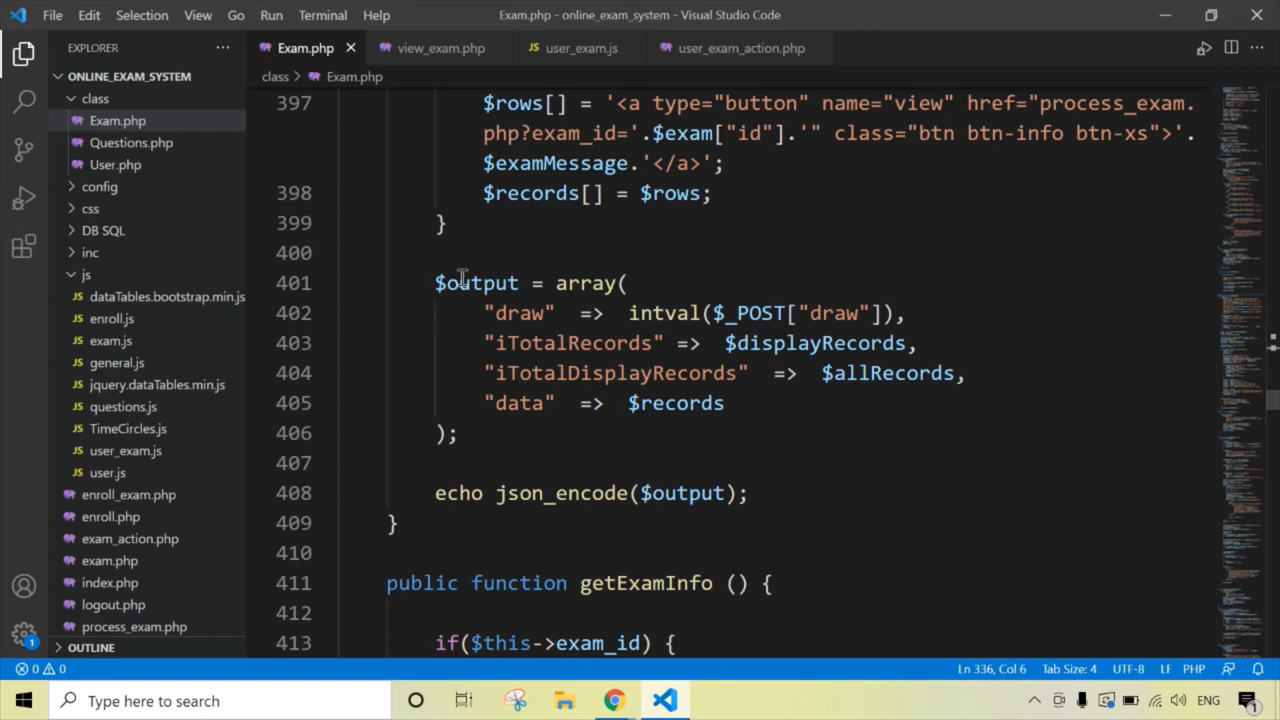 File Edit Selection View Go Run Terminal Help Exam.php - online_exam_system - Visual Studio Code
EXPLORER
Exam.php
view_exam.php
user_exam.js
user_exam_action.php
ONLINE_EXAM_SYSTEM
class > Exam.php
class
Exam.php
Questions.php
User.php
config
css
DB SQL
inc
js
dataTables.bootstrap.min.js
enroll.js
exam.js
general.js
jquery.dataTables.min.js
questions.js
TimeCircles.js
user_exam.js
user.js
enroll_exam.php
enroll.php
exam_action.php
exam.php
index.php
logout.php
process_exam.php
OUTLINE
397 $rows[] = '<a type="button" name="view" href="process_exam.
php?exam_id='.$exam["id"].'" class="btn btn-info btn-xs">'.
$examMessage.'</a>';
398 $records[] = $rows;
399 }
400
401 $output = array(
402 "draw" => intval($_POST["draw"]),
403 "iTotalRecords" => $displayRecords,
404 "iTotalDisplayRecords" => $allRecords,
405 "data" => $records
406 );
407
408 echo json_encode($output);
409 }
410
411 public function getExamInfo () {
412
413 if($this->exam_id) {
0 0 Ln 336, Col 6 Tab Size: 4 UTF-8 LF PHP
1
Type here to search ENG 1